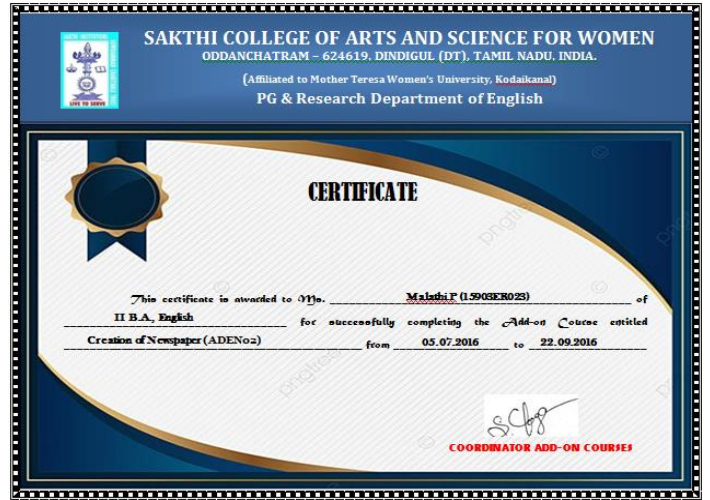 SAKTHI COLLEGE OF ARTS AND SCIENCE FOR WOMEN
ODDANCHATRAM – 624619, DINDIGUL (DT), TAMIL NADU, INDIA.
(Affiliated to Mother Teresa Women's University, Kodaikanal)
PG & Research Department of English
LIVE TO SERVE
CERTIFICATE
This certificate is awarded to Ms. Malathi P (15903ER023) of
II B.A., English for successfully completing the Add-on Course entitled
Creation of Newspaper (ADEN02) from 05.07.2016 to 22.09.2016
COORDINATOR ADD-ON COURSES
pngtree
pngtree